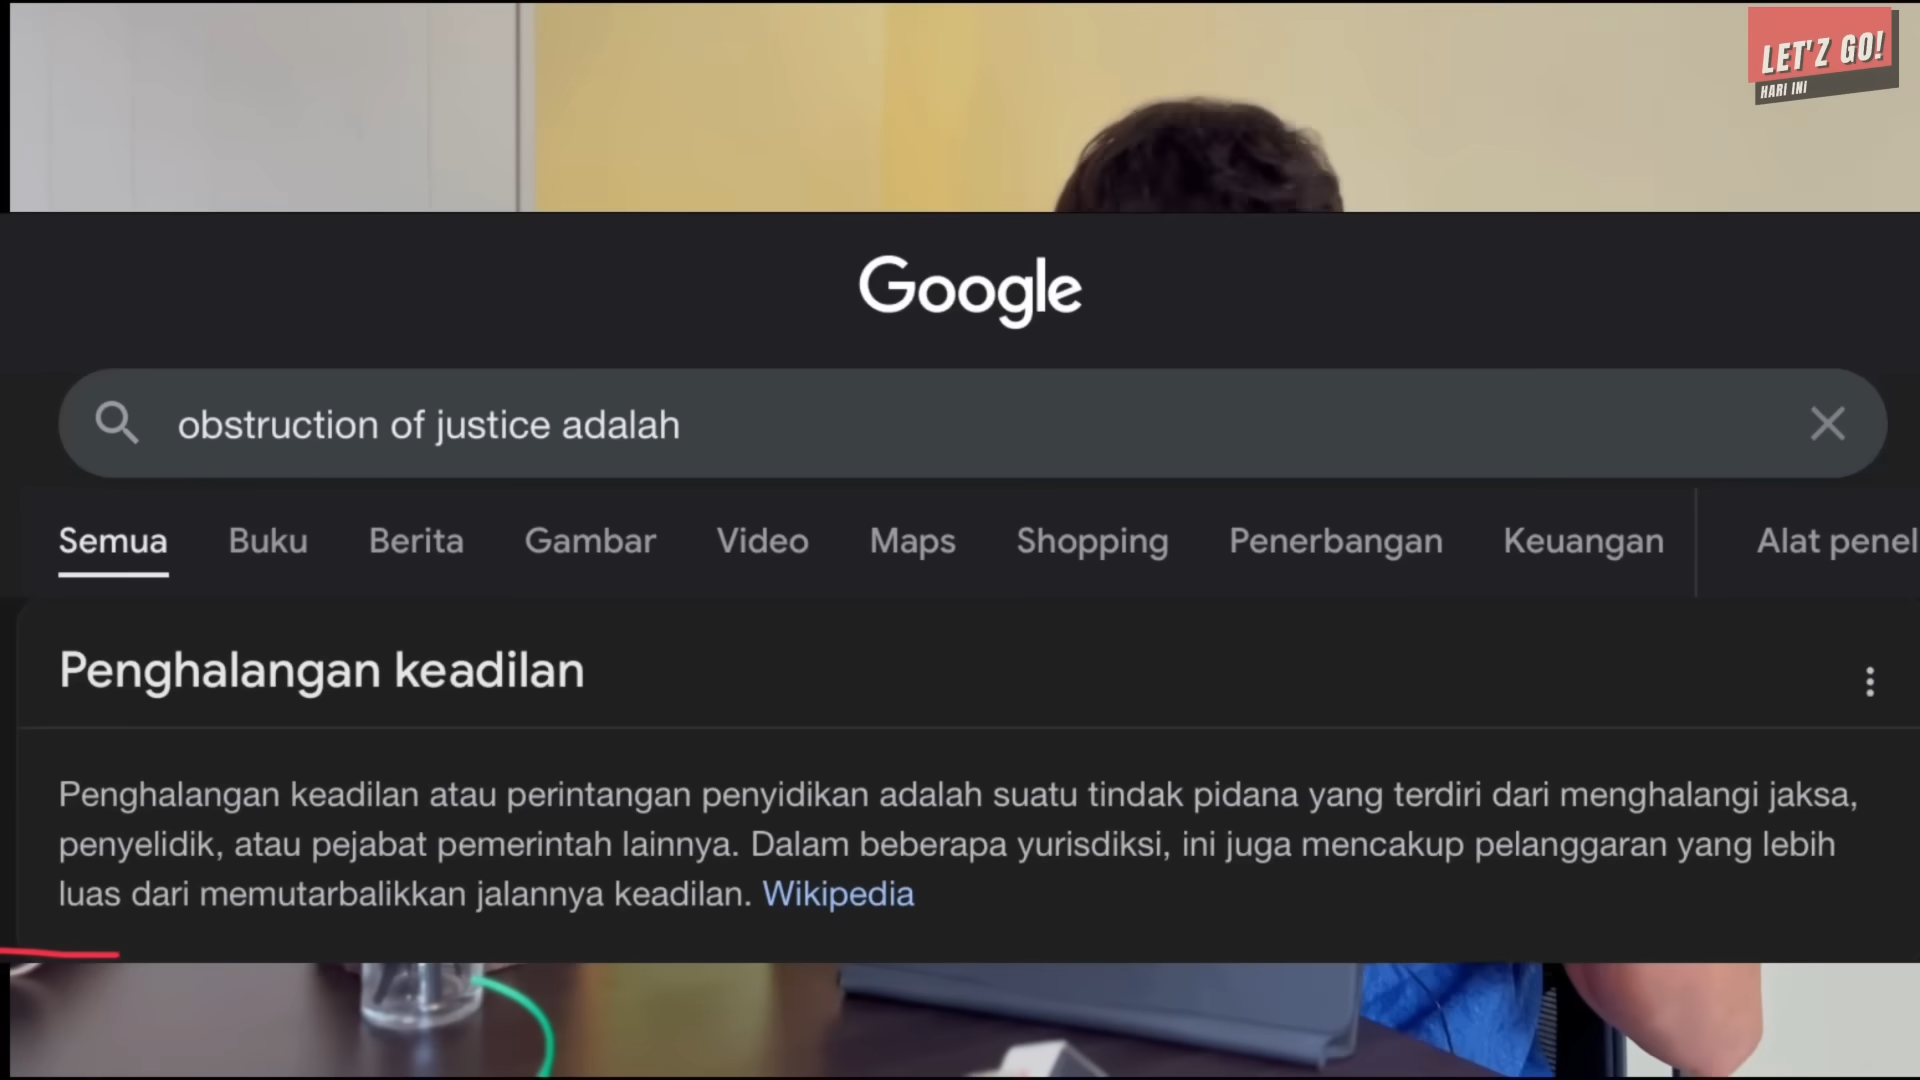 LET'Z GO!
HARI INI
Google
obstruction of justice adalah
Semua Buku Berita Gambar Video Maps Shopping Penerbangan Keuangan Alat penel
Penghalangan keadilan
Penghalangan keadilan atau perintangan penyidikan adalah suatu tindak pidana yang terdiri dari menghalangi jaksa,
penyelidik, atau pejabat pemerintah lainnya. Dalam beberapa yurisdiksi, ini juga mencakup pelanggaran yang lebih
luas dari memutarbalikkan jalannya keadilan. Wikipedia